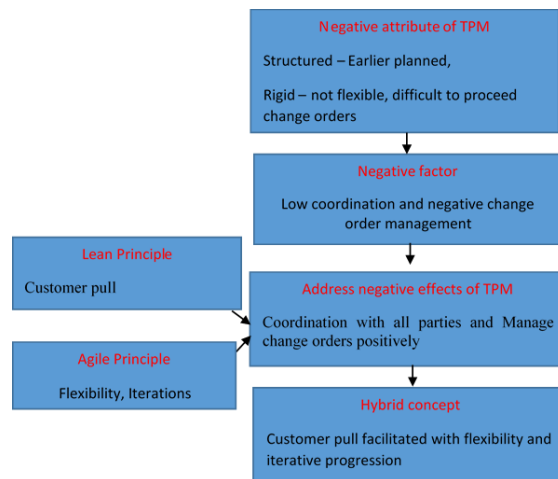 Negative attribute of TPM
Structured – Earlier planned,
Rigid – not flexible, difficult to proceed
change orders
Negative factor
Low coordination and negative change
order management
Lean Principle
Customer pull
Address negative effects of TPM
Coordination with all parties and Manage
change orders positively
Agile Principle
Flexibility, Iterations
Hybrid concept
Customer pull facilitated with flexibility and
iterative progression